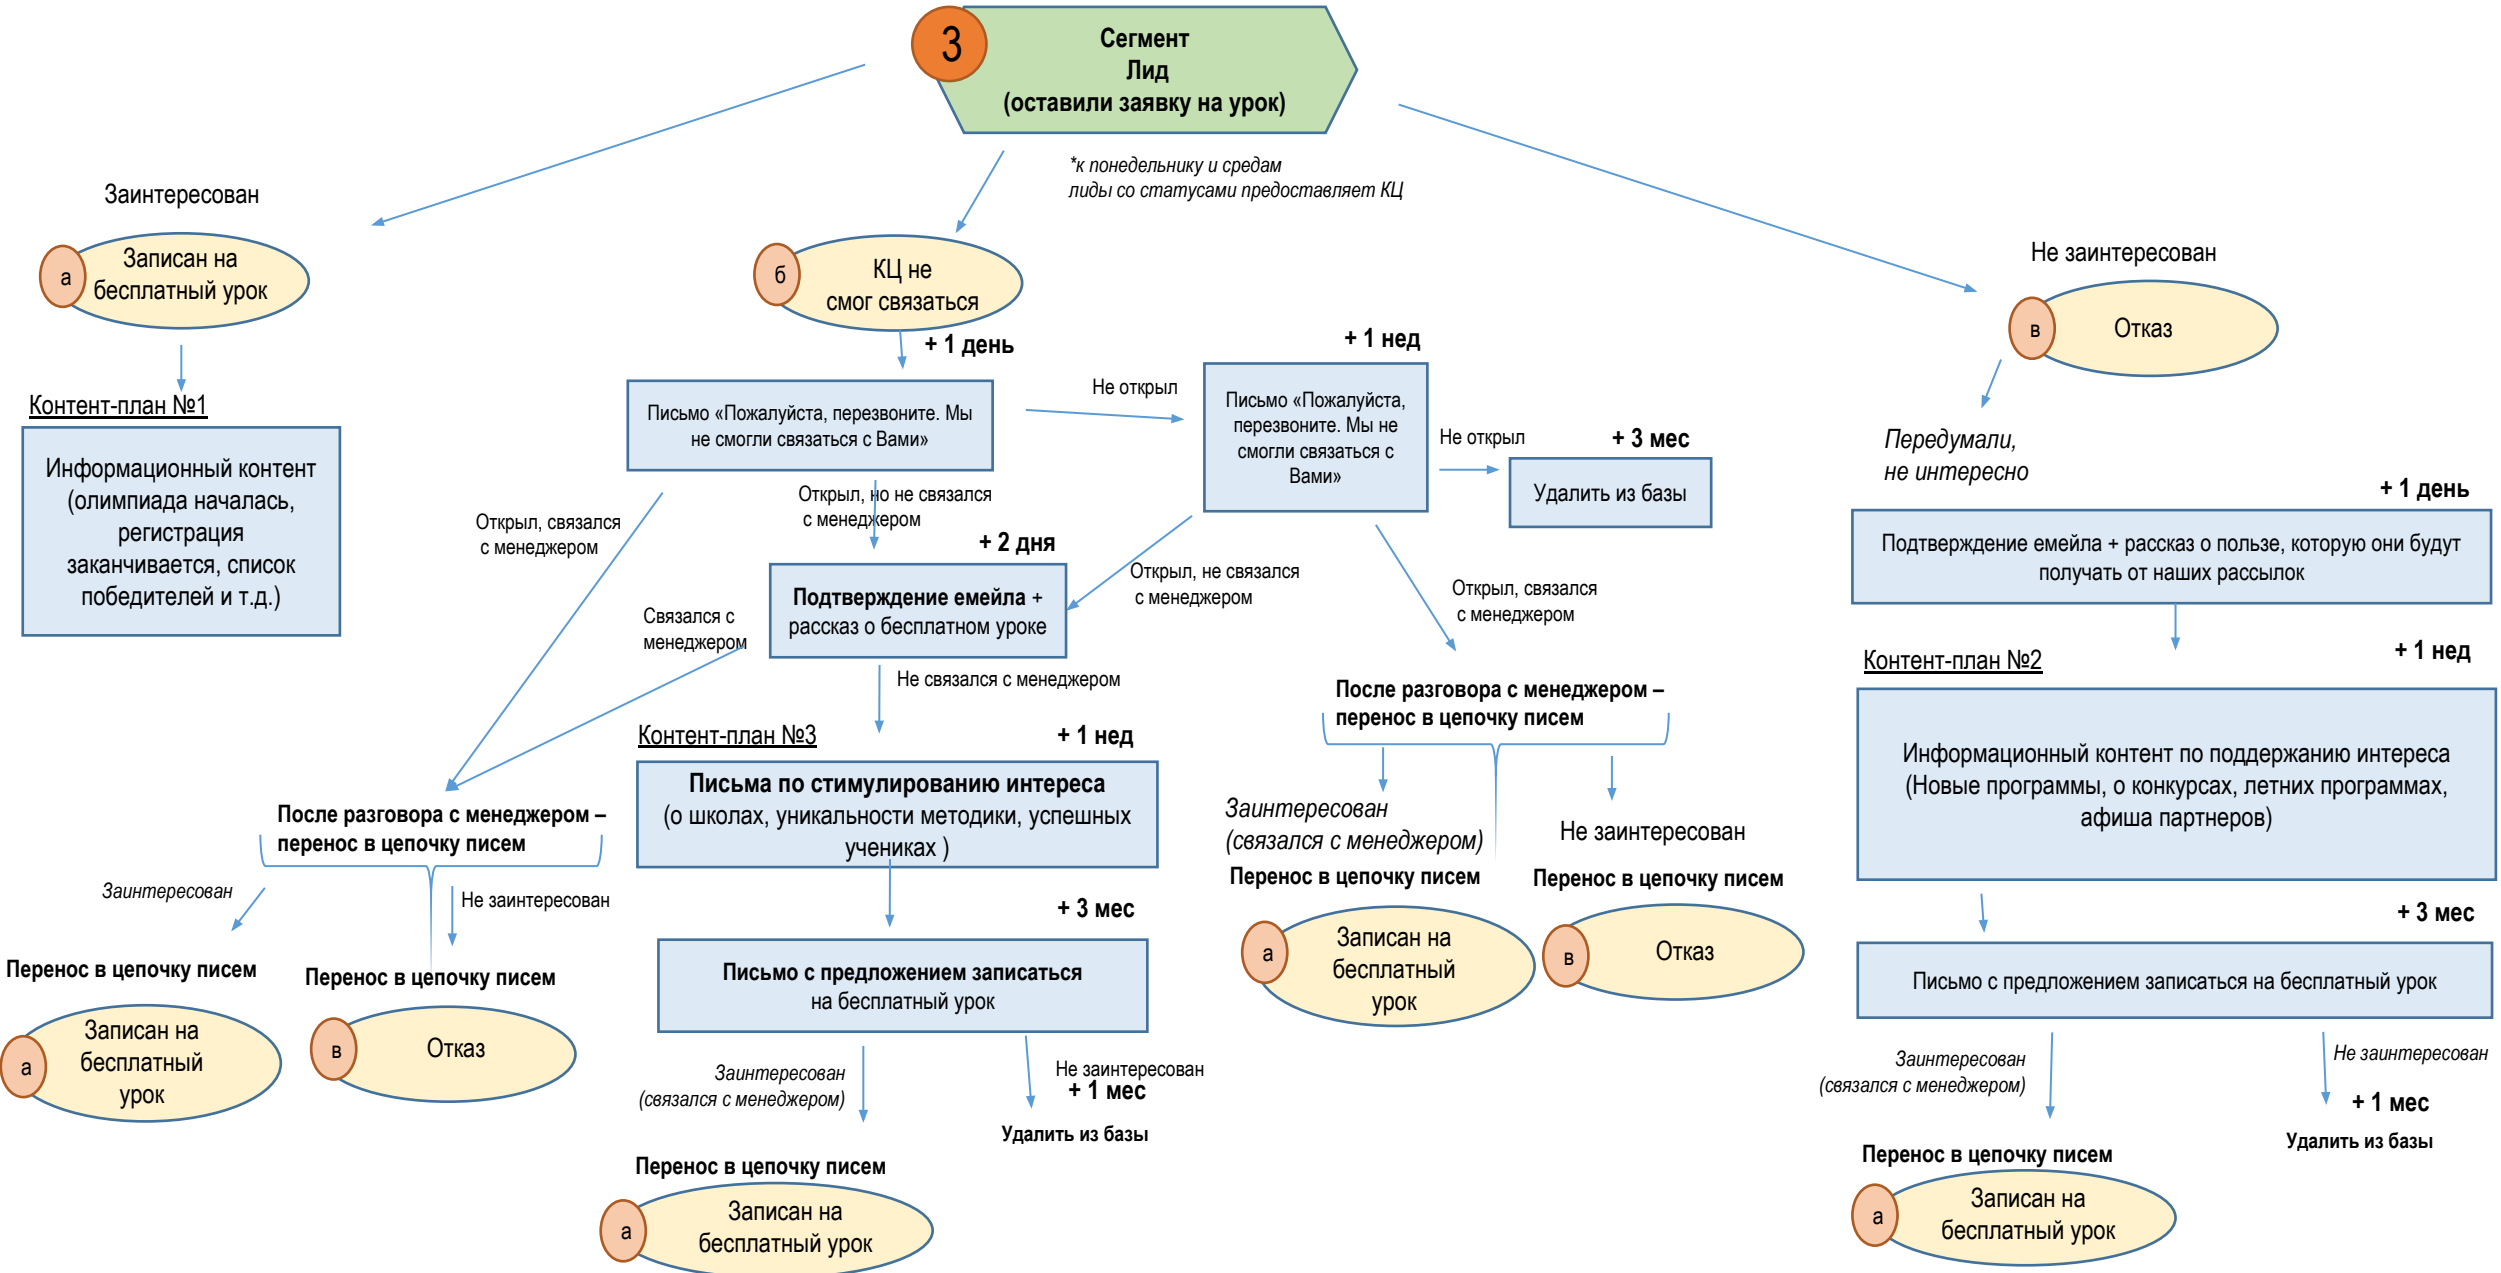 3
Сегмент
Лид
(оставили заявку на урок)
*к понедельнику и средам
лиды со статусами предоставляет КЦ
Заинтересован
а
Записан на
бесплатный урок
Контент-план №1
Информационный контент
(олимпиада началась,
регистрация
заканчивается, список
победителей и т.д.)
б
КЦ не
смог связаться
+ 1 день
Письмо «Пожалуйста, перезвоните. Мы
не смогли связаться с Вами»
Не открыл
+ 1 нед
Письмо «Пожалуйста,
перезвоните. Мы не
смогли связаться с
Вами»
Не открыл
+ 3 мес
Удалить из базы
Открыл, связался
с менеджером
Открыл, но не связался
с менеджером
+ 2 дня
Подтверждение емейла +
рассказ о бесплатном уроке
Открыл, не связался
с менеджером
Открыл, связался
с менеджером
Связался с
менеджером
Не связался с менеджером
Контент-план №3
+ 1 нед
Письма по стимулированию интереса
(о школах, уникальности методики, успешных
учениках )
+ 3 мес
Письмо с предложением записаться
на бесплатный урок
Заинтересован
(связался с менеджером)
Не заинтересован
+ 1 мес
Удалить из базы
Перенос в цепочку писем
а
Записан на
бесплатный урок
После разговора с менеджером –
перенос в цепочку писем
Заинтересован
Не заинтересован
Перенос в цепочку писем
Перенос в цепочку писем
а
Записан на
бесплатный
урок
в
Отказ
После разговора с менеджером –
перенос в цепочку писем
Заинтересован
(связался с менеджером)
Не заинтересован
Перенос в цепочку писем
Перенос в цепочку писем
а
Записан на
бесплатный
урок
в
Отказ
Не заинтересован
в
Отказ
Передумали,
не интересно
+ 1 день
Подтверждение емейла + рассказ о пользе, которую они будут
получать от наших рассылок
Контент-план №2
+ 1 нед
Информационный контент по поддержанию интереса
(Новые программы, о конкурсах, летних программах,
афиша партнеров)
+ 3 мес
Письмо с предложением записаться на бесплатный урок
Заинтересован
(связался с менеджером)
Не заинтересован
+ 1 мес
Удалить из базы
Перенос в цепочку писем
а
Записан на
бесплатный урок